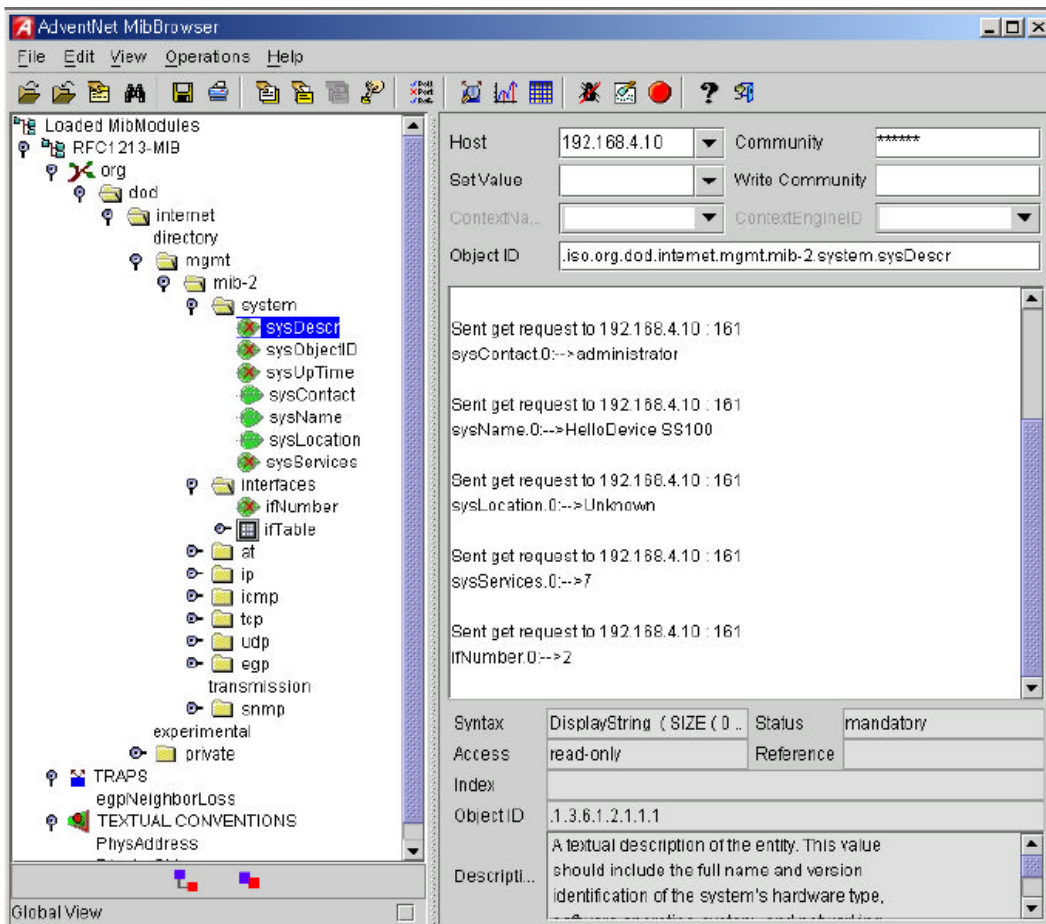 AdventNet MibBrowser
File Edit View Operations Help
Loaded MibModules
RFC1213-MIB
org
dod
internet
directory
mgmt
mib-2
system
sysDescr
sysObjectID
sysUpTime
sysContact
sysName
sysLocation
sysServices
interfaces
ifNumber
ifTable
at
ip
icmp
tcp
udp
egp
transmission
snmp
experimental
private
TRAPS
egpNeighborLoss
TEXTUAL CONVENTIONS
PhysAddress
Global View
Host 192.168.4.10 Community ******
SetValue Write Community
ContextNa... ContextEngineID
Object ID .iso.org.dod.internet.mgmt.mib-2.system.sysDescr
Sent get request to 192.168.4.10 : 161
sysContact.0:-->administrator
Sent get request to 192.168.4.10 : 161
sysName.0:-->HelloDevice SS100
Sent get request to 192.168.4.10 : 161
sysLocation.0:-->Unknown
Sent get request to 192.168.4.10 : 161
sysServices.0:-->7
Sent get request to 192.168.4.10 : 161
ifNumber.0:-->2
Syntax DisplayString ( SIZE ( 0 .. Status mandatory
Access read-only Reference
Index
Object ID .1.3.6.1.2.1.1.1
Descripti... A textual description of the entity. This value
should include the full name and version
identification of the system's hardware type,